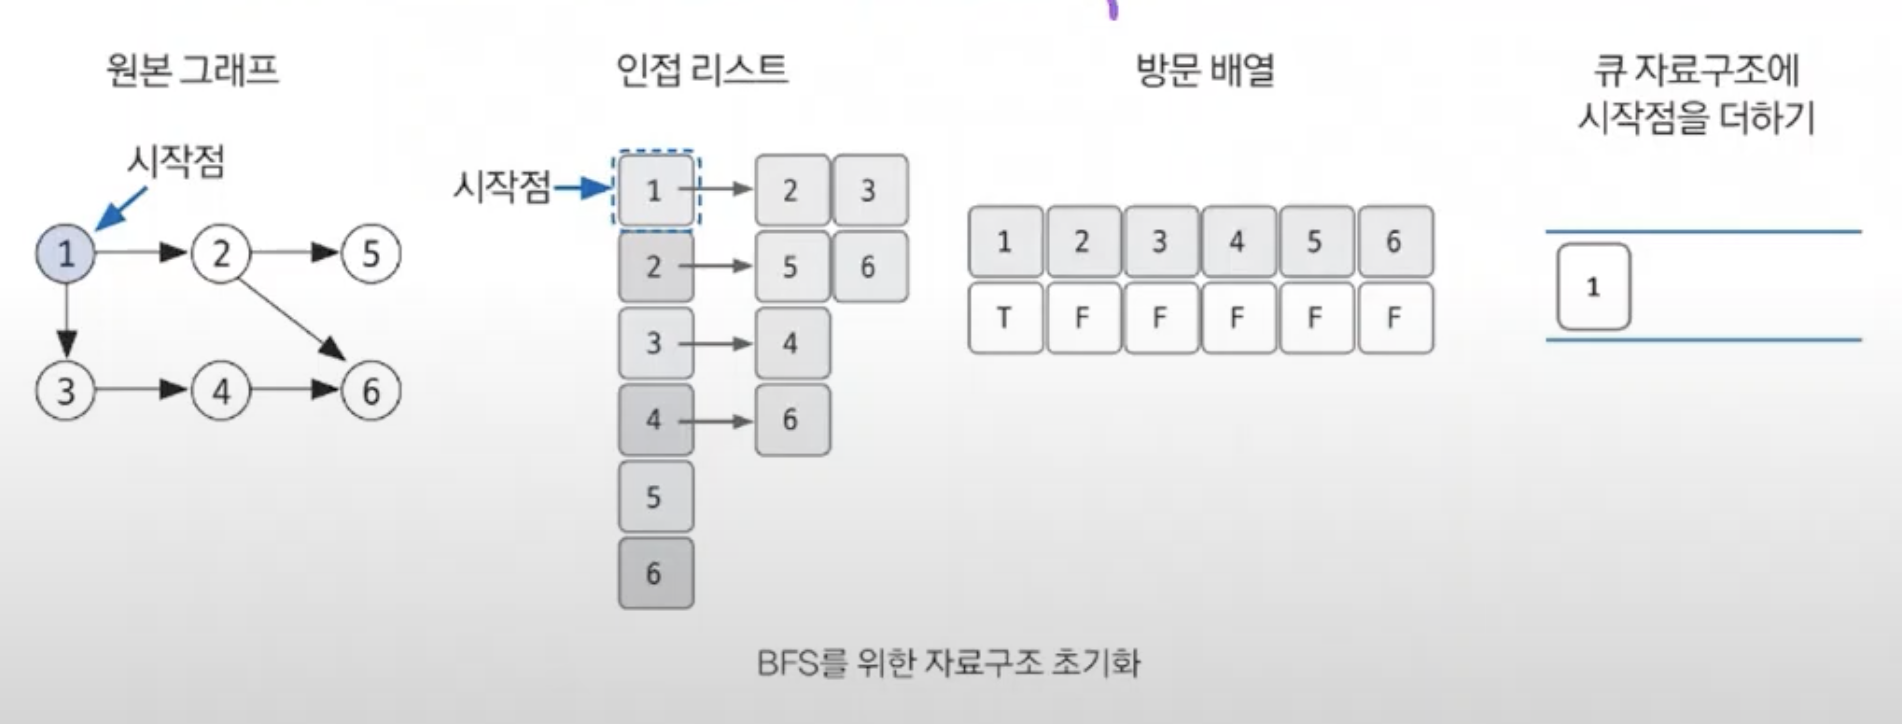 원본 그래프
시작점
1 2 5
3 4 6
인접 리스트
시작점
1 2 3
2 5 6
3 4
4 6
5
6
방문 배열
1 2 3 4 5 6
T F F F F F
큐 자료구조에
시작점을 더하기
1
BFS를 위한 자료구조 초기화